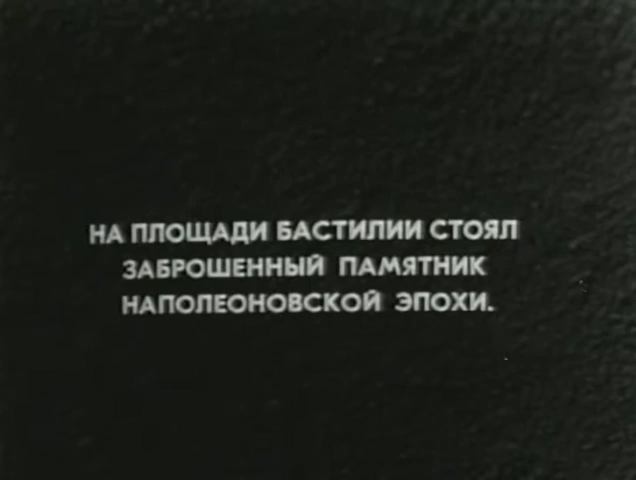 НА ПЛОЩАДИ БАСТИЛИИ СТОЯЛ
ЗАБРОШЕННЫЙ ПАМЯТНИК
НАПОЛЕОНОВСКОЙ ЭПОХИ.